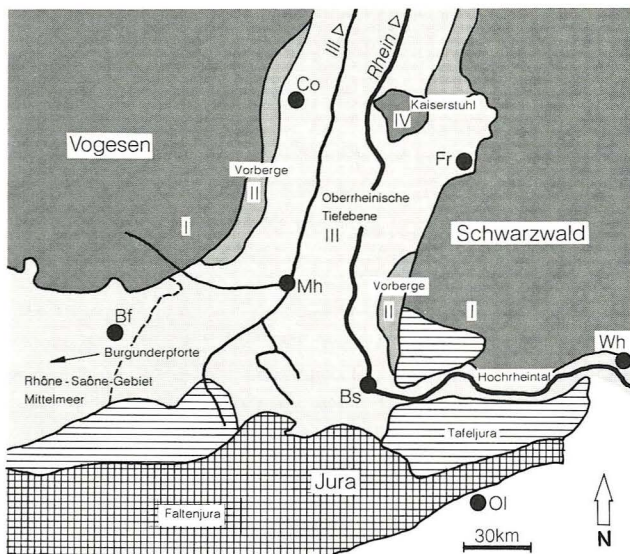 Ill
Rhein
Co
Kaiserstuhl
IV
Fr
Vogesen
Vorberge
II
I
Oberrheinische
Tiefebene
III
Schwarzwald
Mh
Vorberge
II
I
Bf
Burgunderpforte
Rhône-Saône-Gebiet
Mittelmeer
Bs
Wh
Hochrheintal
Tafeljura
Jura
Faltenjura
Ol
30km
N